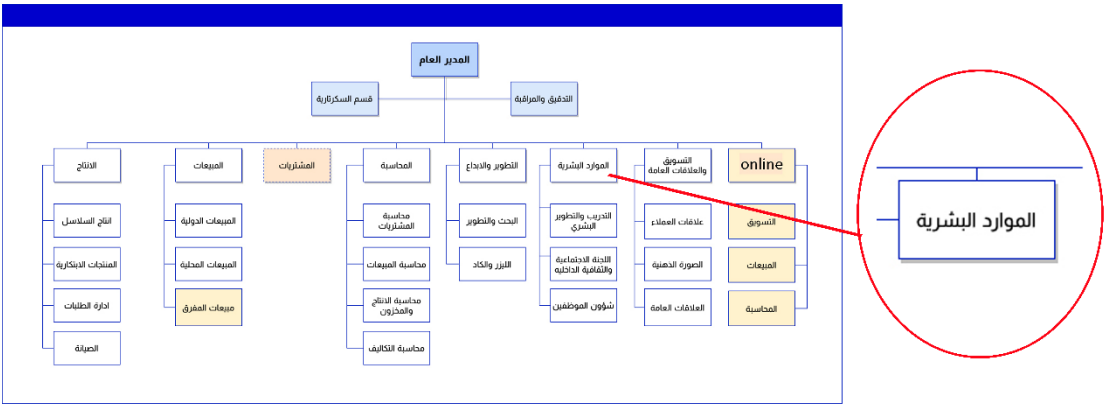 المدير العام
التدقيق والمراقبة
قسم السكرتارية
online
التسويق
والعلاقات العامة
الموارد البشرية
التطوير والابداع
المحاسبة
المشتريات
المبيعات
الانتاج
التسويق
علاقات العملاء
التدريب والتطوير
البشري
البحث والتطوير
محاسبة
المشتريات
المبيعات الدولية
انتاج السلاسل
المبيعات
الصورة الذهنية
اللجنة الاجتماعية
والثقافية الداخليه
الليزر والكاد
محاسبة المبيعات
المبيعات المحلية
المنتجات الابتكارية
المحاسبة
العلاقات العامة
شؤون الموظفين
محاسبة الانتاج
والمخزون
مبيعات المفرق
ادارة الطلبات
محاسبة التكاليف
الصيانة
الموارد البشرية